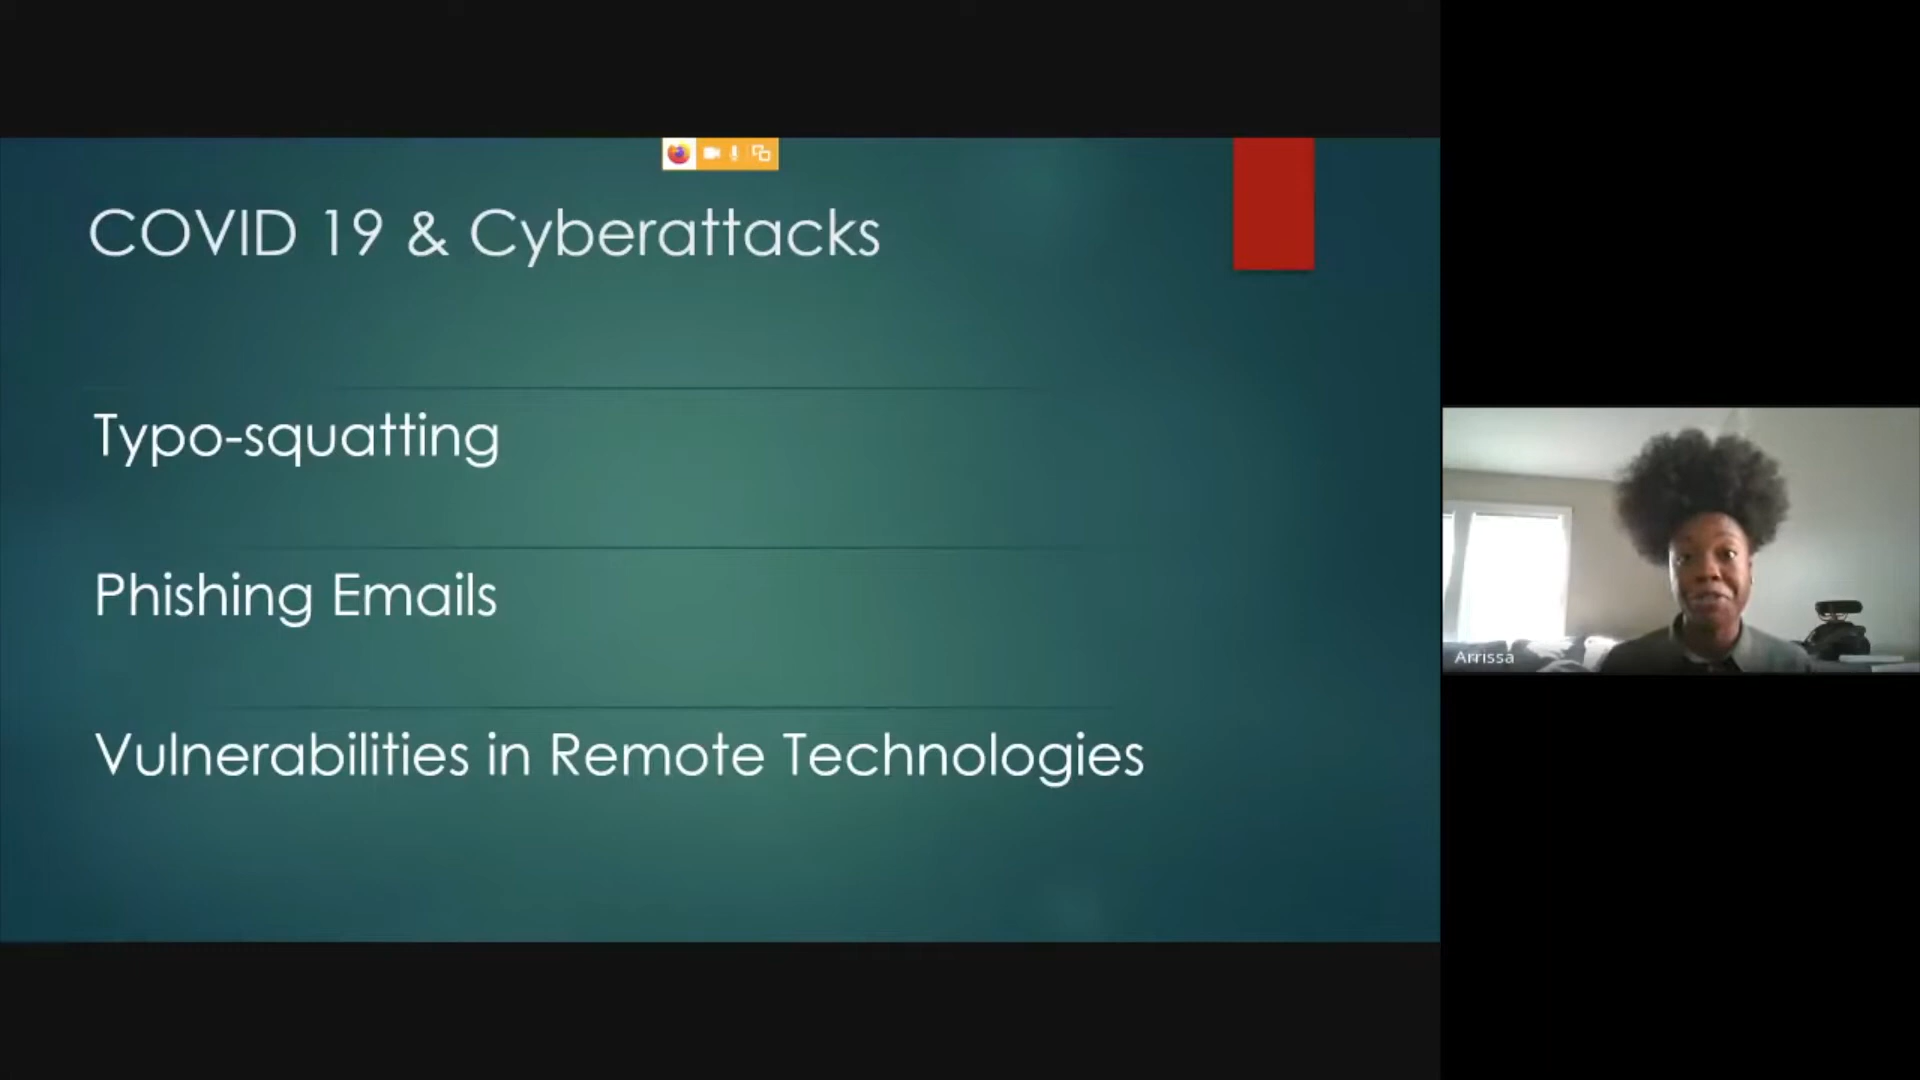 COVID 19 & Cyberattacks
Typo-squatting
Phishing Emails
Vulnerabilities in Remote Technologies
Arrissa